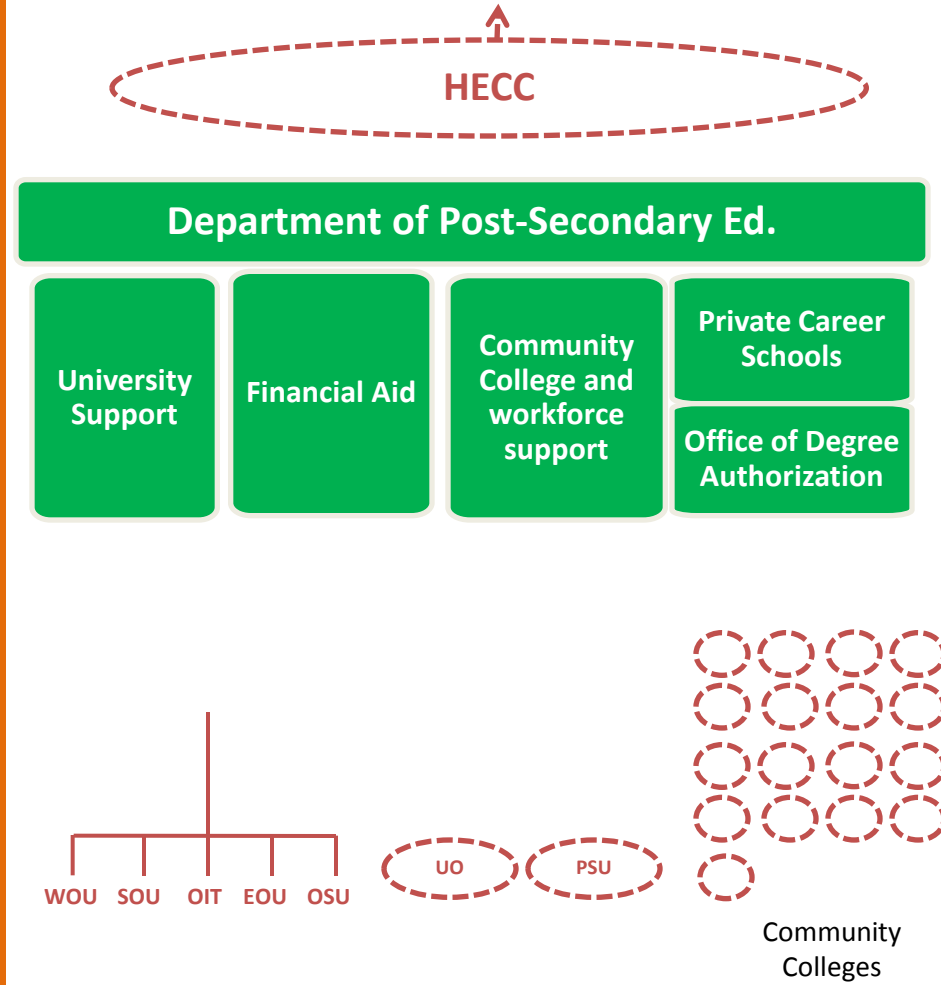 HECC
Department of Post-Secondary Ed.
University
Support
Financial Aid
Community
College and
workforce
support
Private Career
Schools
Office of Degree
Authorization
WOU SOU OIT EOU OSU
UO
PSU
Community
Colleges